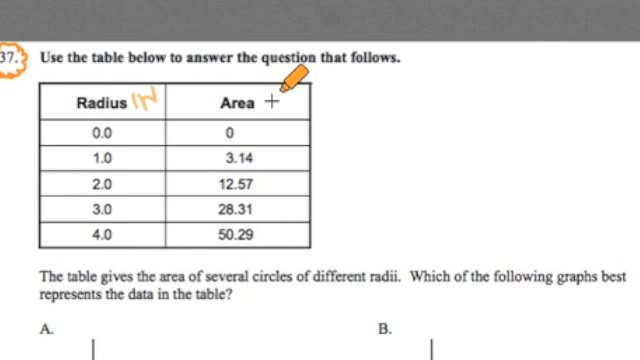 37. Use the table below to answer the question that follows.
Radius IN Area
0.0 0
1.0 3.14
2.0 12.57
3.0 28.31
4.0 50.29
The table gives the area of several circles of different radii. Which of the following graphs best
represents the data in the table?
A. B.